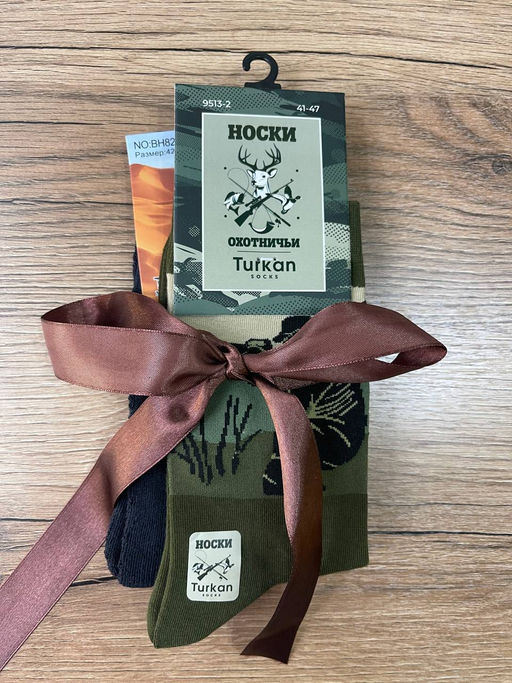 9513-2
41-47
НОСКИ
ОХОТНИЧЬИ
Turkan
SOCKS
NO:BH82
Размер:42
НОСКИ
Turkan
SOCKS